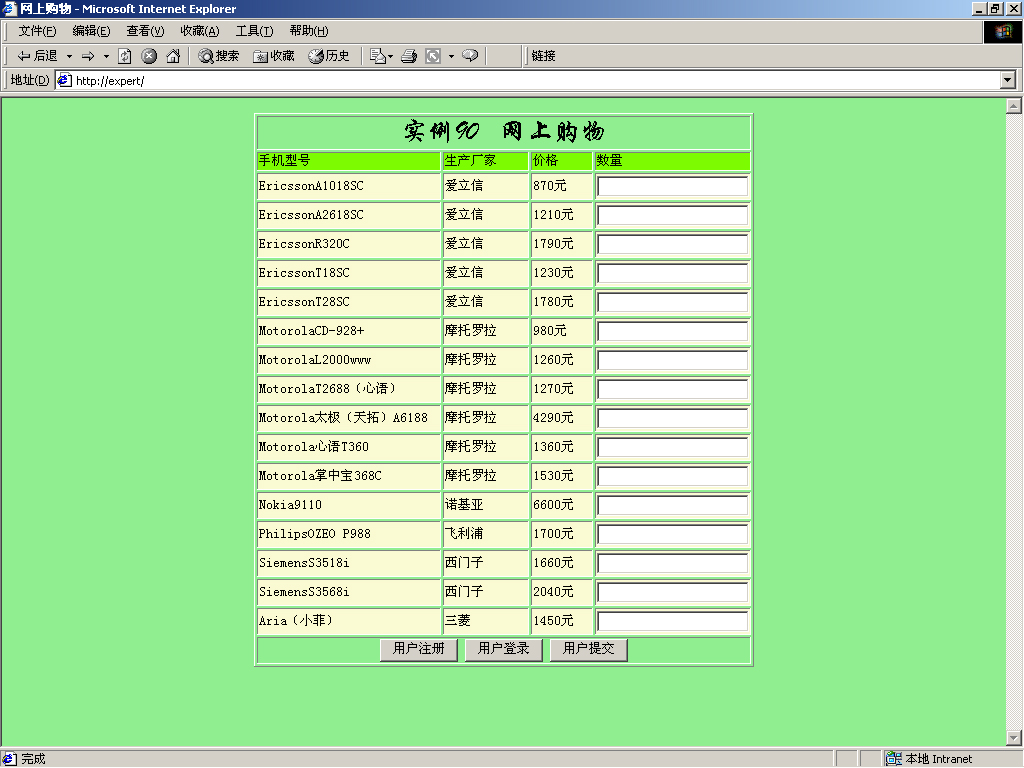 网上购物 - Microsoft Internet Explorer
文件(F) 编辑(E) 查看(V) 收藏(A) 工具(T) 帮助(H)
后退 搜索 收藏 历史 链接
地址(D) http://expert/
实例90 网上购物
手机型号 生产厂家 价格 数量
EricssonA1018SC 爱立信 870元
EricssonA2618SC 爱立信 1210元
EricssonR320C 爱立信 1790元
EricssonT18SC 爱立信 1230元
EricssonT28SC 爱立信 1780元
MotorolaCD-928+ 摩托罗拉 980元
MotorolaL2000www 摩托罗拉 1260元
MotorolaT2688（心语） 摩托罗拉 1270元
Motorola太极（天拓）A6188 摩托罗拉 4290元
Motorola心语T360 摩托罗拉 1360元
Motorola掌中宝368C 摩托罗拉 1530元
Nokia9110 诺基亚 6600元
PhilipsOZEO P988 飞利浦 1700元
SiemensS3518i 西门子 1660元
SiemensS3568i 西门子 2040元
Aria（小菲） 三菱 1450元
用户注册 用户登录 用户提交
完成 本地 Intranet